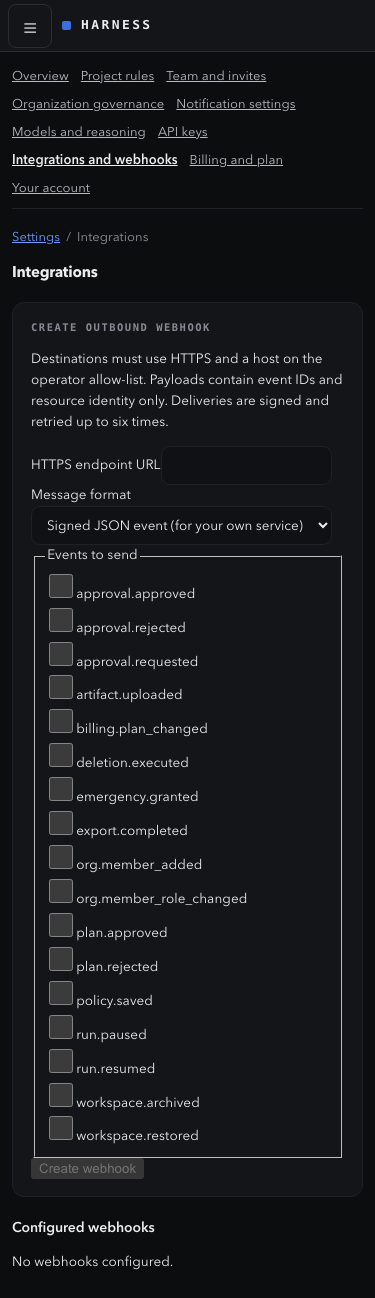 HARNESS
Overview Project rules Team and invites
Organization governance Notification settings
Models and reasoning API keys
Integrations and webhooks Billing and plan
Your account
Settings / Integrations
Integrations
CREATE OUTBOUND WEBHOOK
Destinations must use HTTPS and a host on the
operator allow-list. Payloads contain event IDs and
resource identity only. Deliveries are signed and
retried up to six times.
HTTPS endpoint URL
Message format
Signed JSON event (for your own service)
Events to send
approval.approved
approval.rejected
approval.requested
artifact.uploaded
billing.plan_changed
deletion.executed
emergency.granted
export.completed
org.member_added
org.member_role_changed
plan.approved
plan.rejected
policy.saved
run.paused
run.resumed
workspace.archived
workspace.restored
Create webhook
Configured webhooks
No webhooks configured.